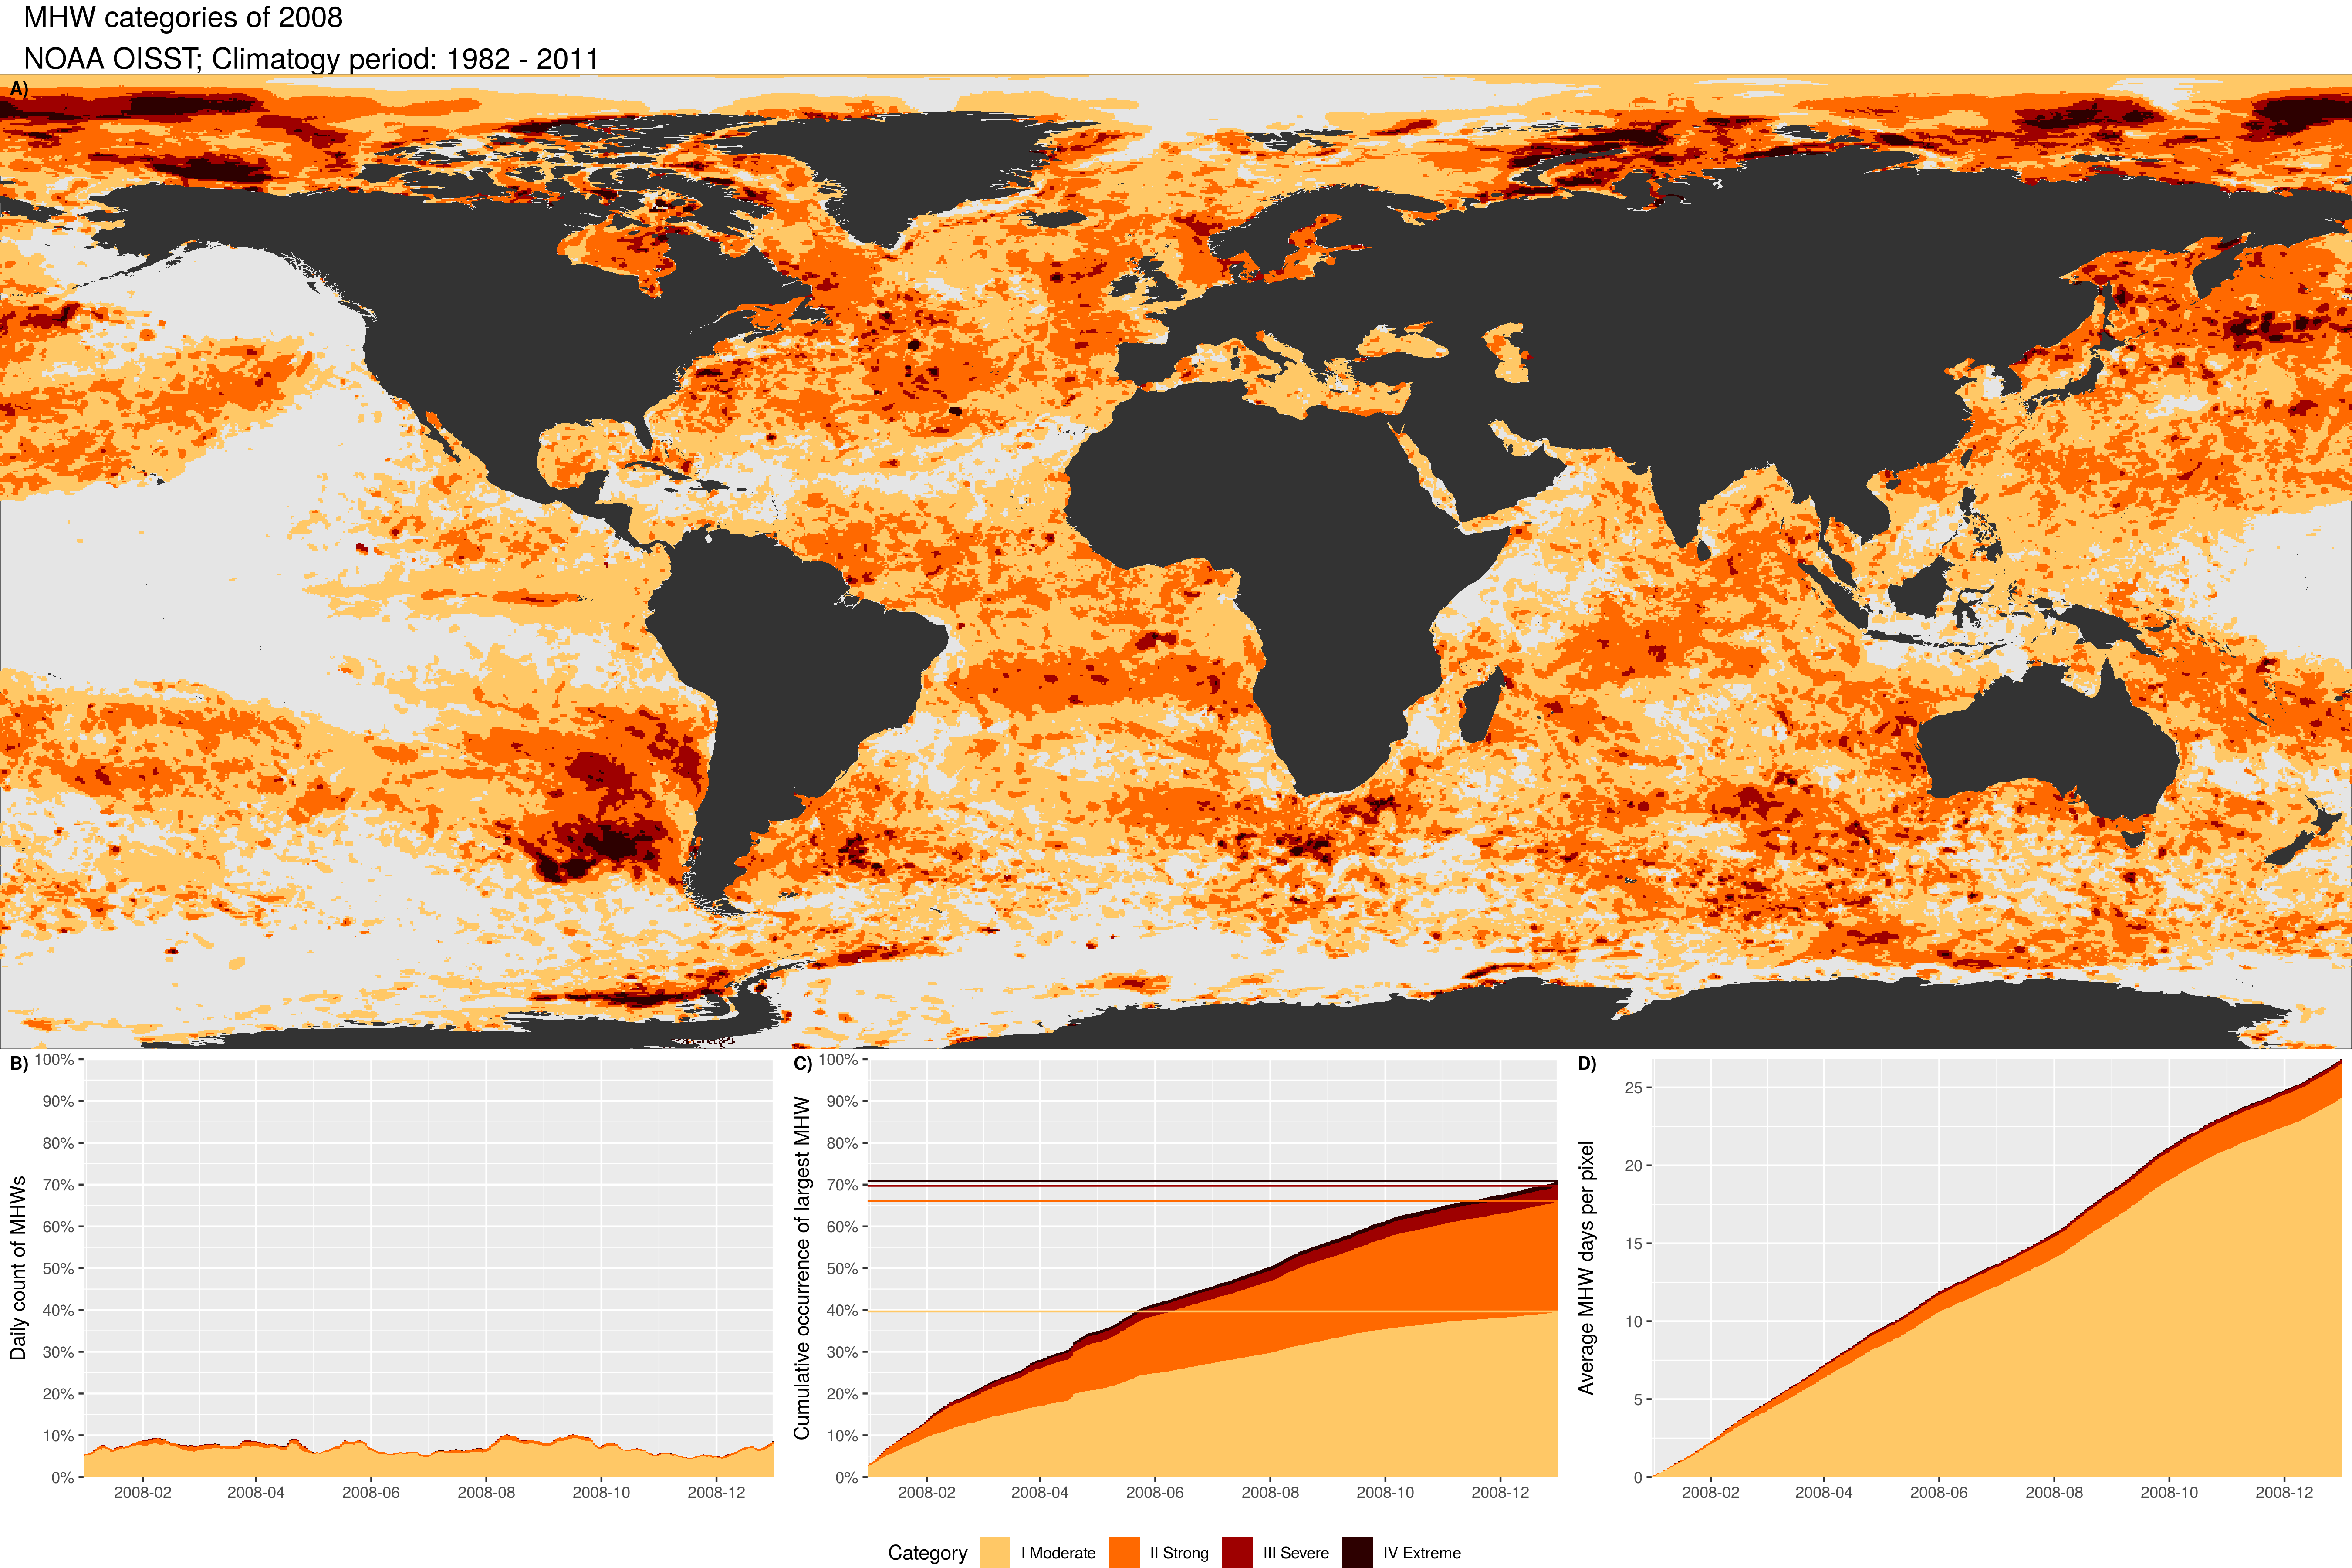 MHW categories of 2008
NOAA OISST; Climatogy period: 1982 - 2011
A)
B)
Daily count of MHWs
100%
90%
80%
70%
60%
50%
40%
30%
20%
10%
0%
2008-02 2008-04 2008-06 2008-08 2008-10 2008-12
C)
Cumulative occurrence of largest MHW
100%
90%
80%
70%
60%
50%
40%
30%
20%
10%
0%
2008-02 2008-04 2008-06 2008-08 2008-10 2008-12
D)
Average MHW days per pixel
25
20
15
10
5
0
2008-02 2008-04 2008-06 2008-08 2008-10 2008-12
Category I Moderate II Strong III Severe IV Extreme